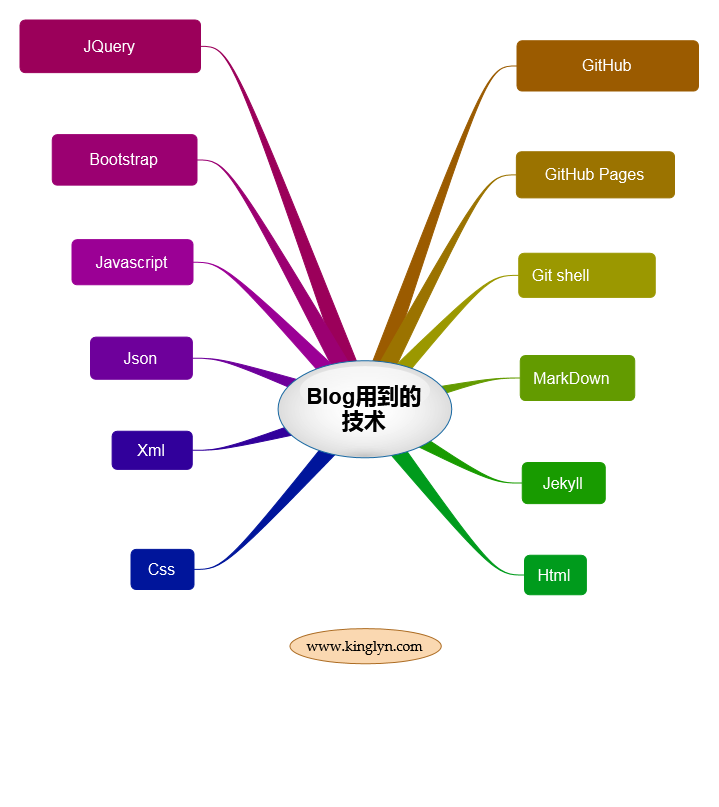 JQuery
GitHub
Bootstrap
GitHub Pages
Javascript
Git shell
Json
MarkDown
Blog用到的
技术
Xml
Jekyll
Css
Html
www.kinglyn.com